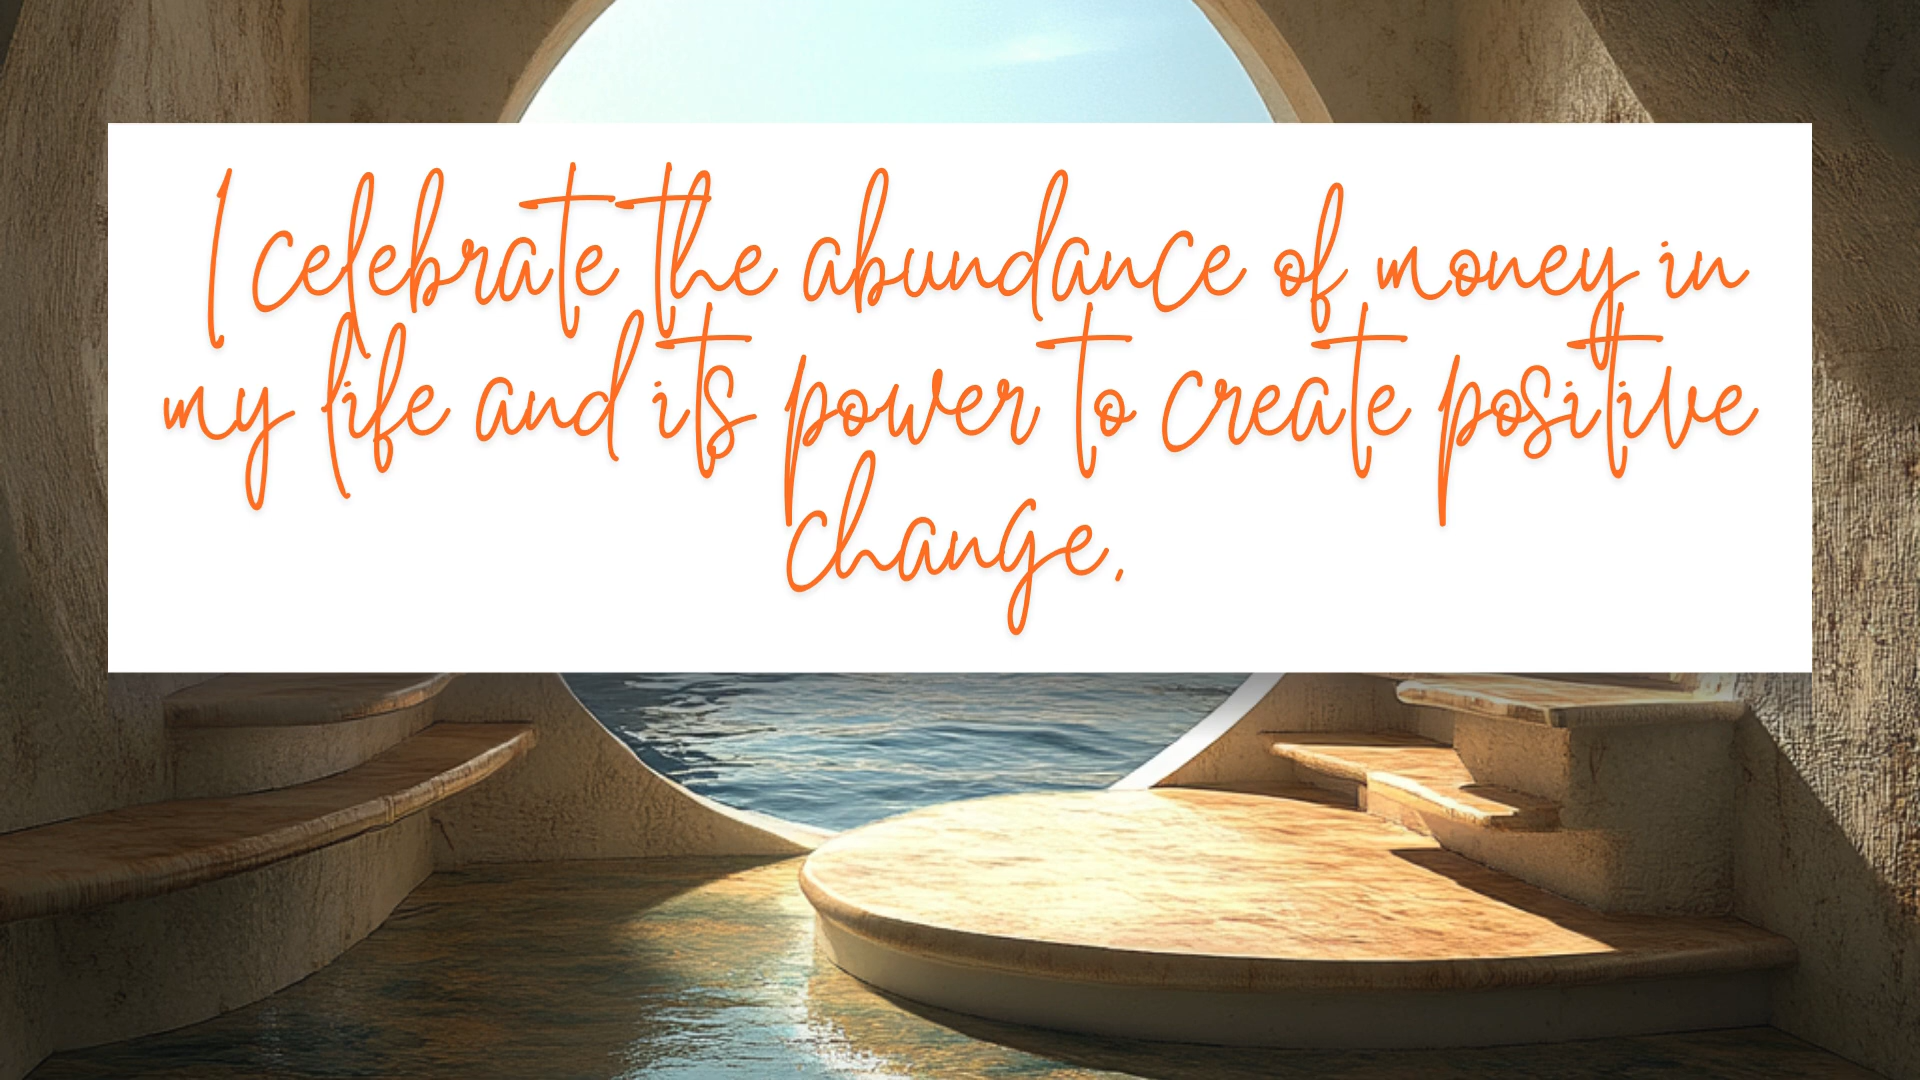 I celebrate the abundance of money in
my life and its power to create positive
change.